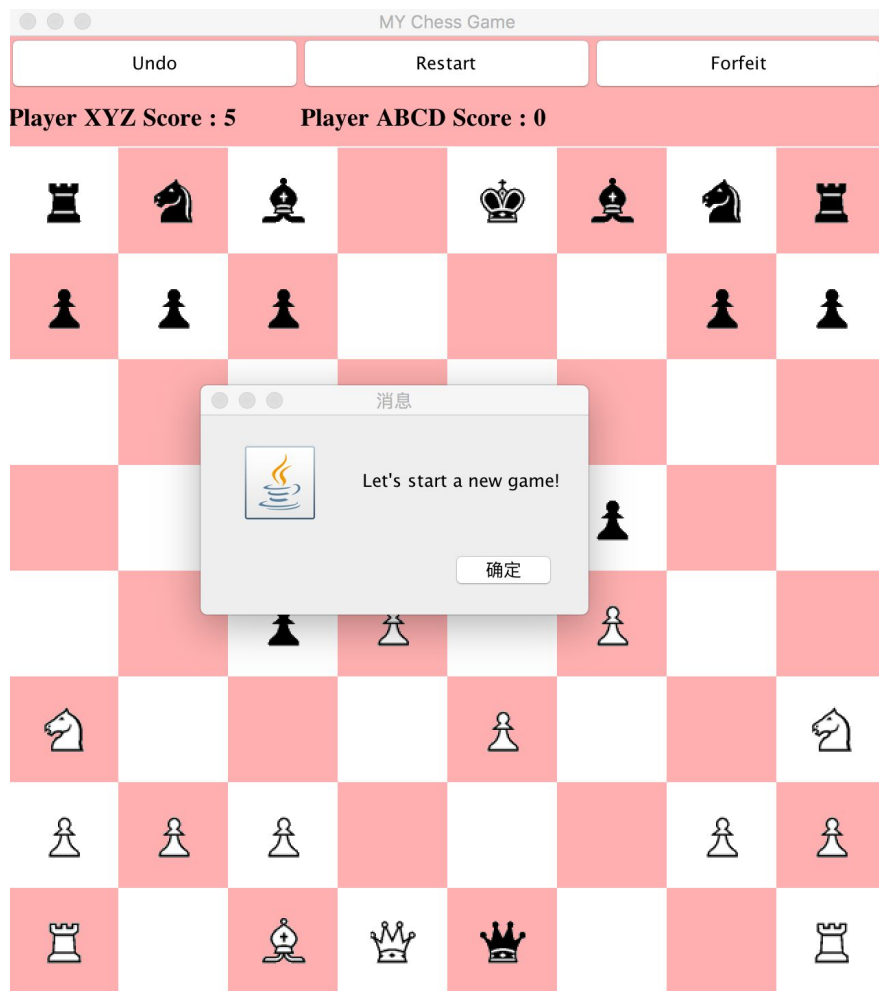 MY Chess Game
Undo Restart Forfeit
Player XYZ Score : 5 Player ABCD Score : 0
消息
Let's start a new game!
确定